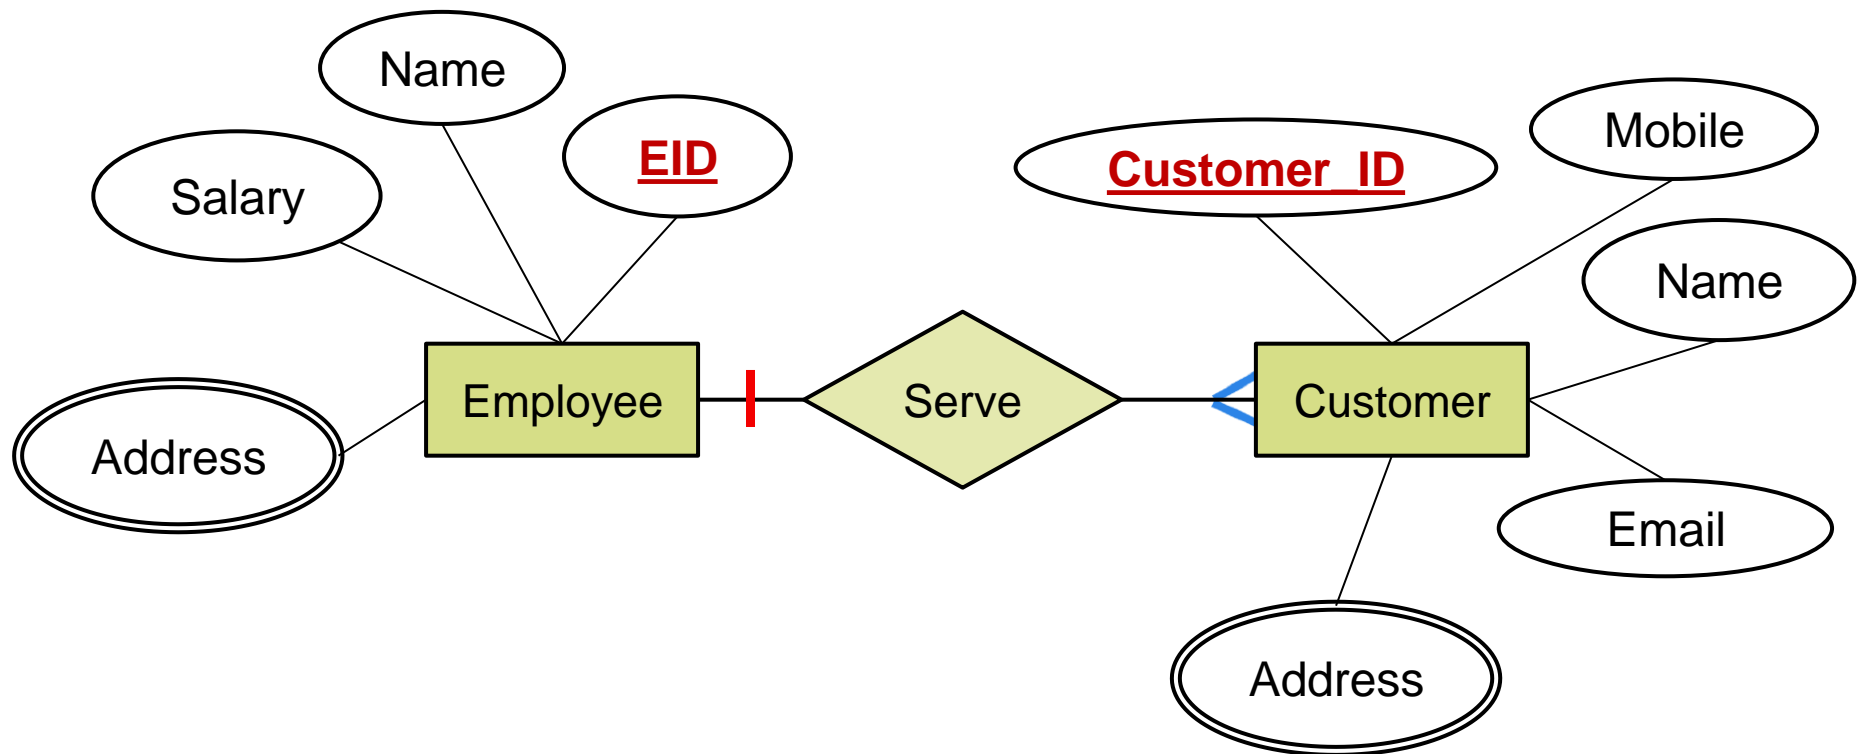 Name
EID
Salary
Customer_ID
Mobile
Name
Employee
Serve
Customer
Address
Email
Address